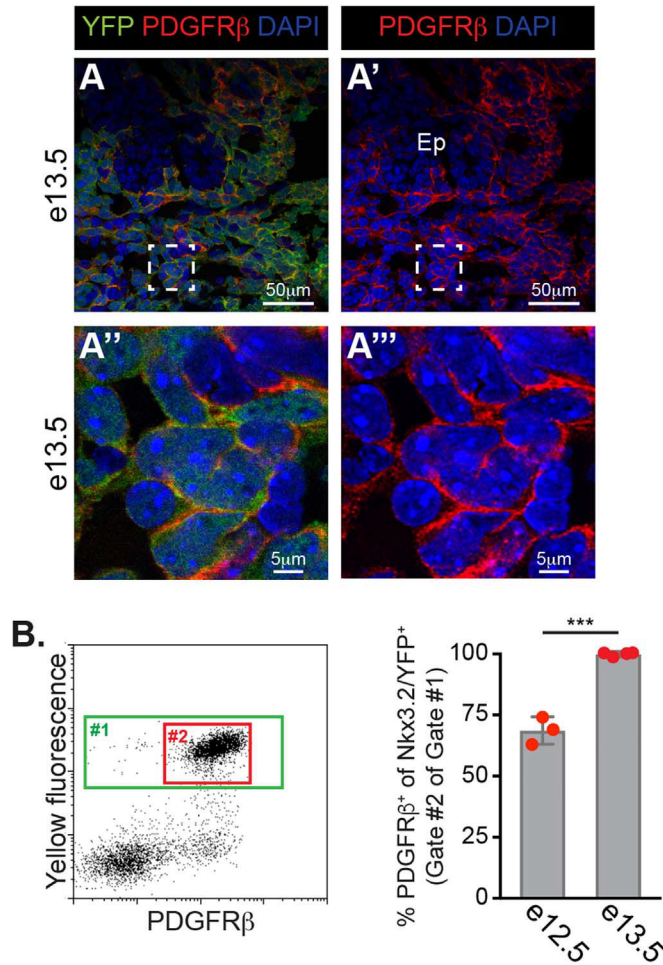 YFP PDGFRβ DAPI
PDGFRβ DAPI
e13.5
A
50μm
A'
Ep
50μm
e13.5
A''
5μm
A'''
5μm
B.
Yellow fluorescence
#1
#2
PDGFRβ
% PDGFRβ+ of Nkx3.2/YFP+
(Gate #2 of Gate #1)
100
75
50
25
0
***
e12.5
e13.5